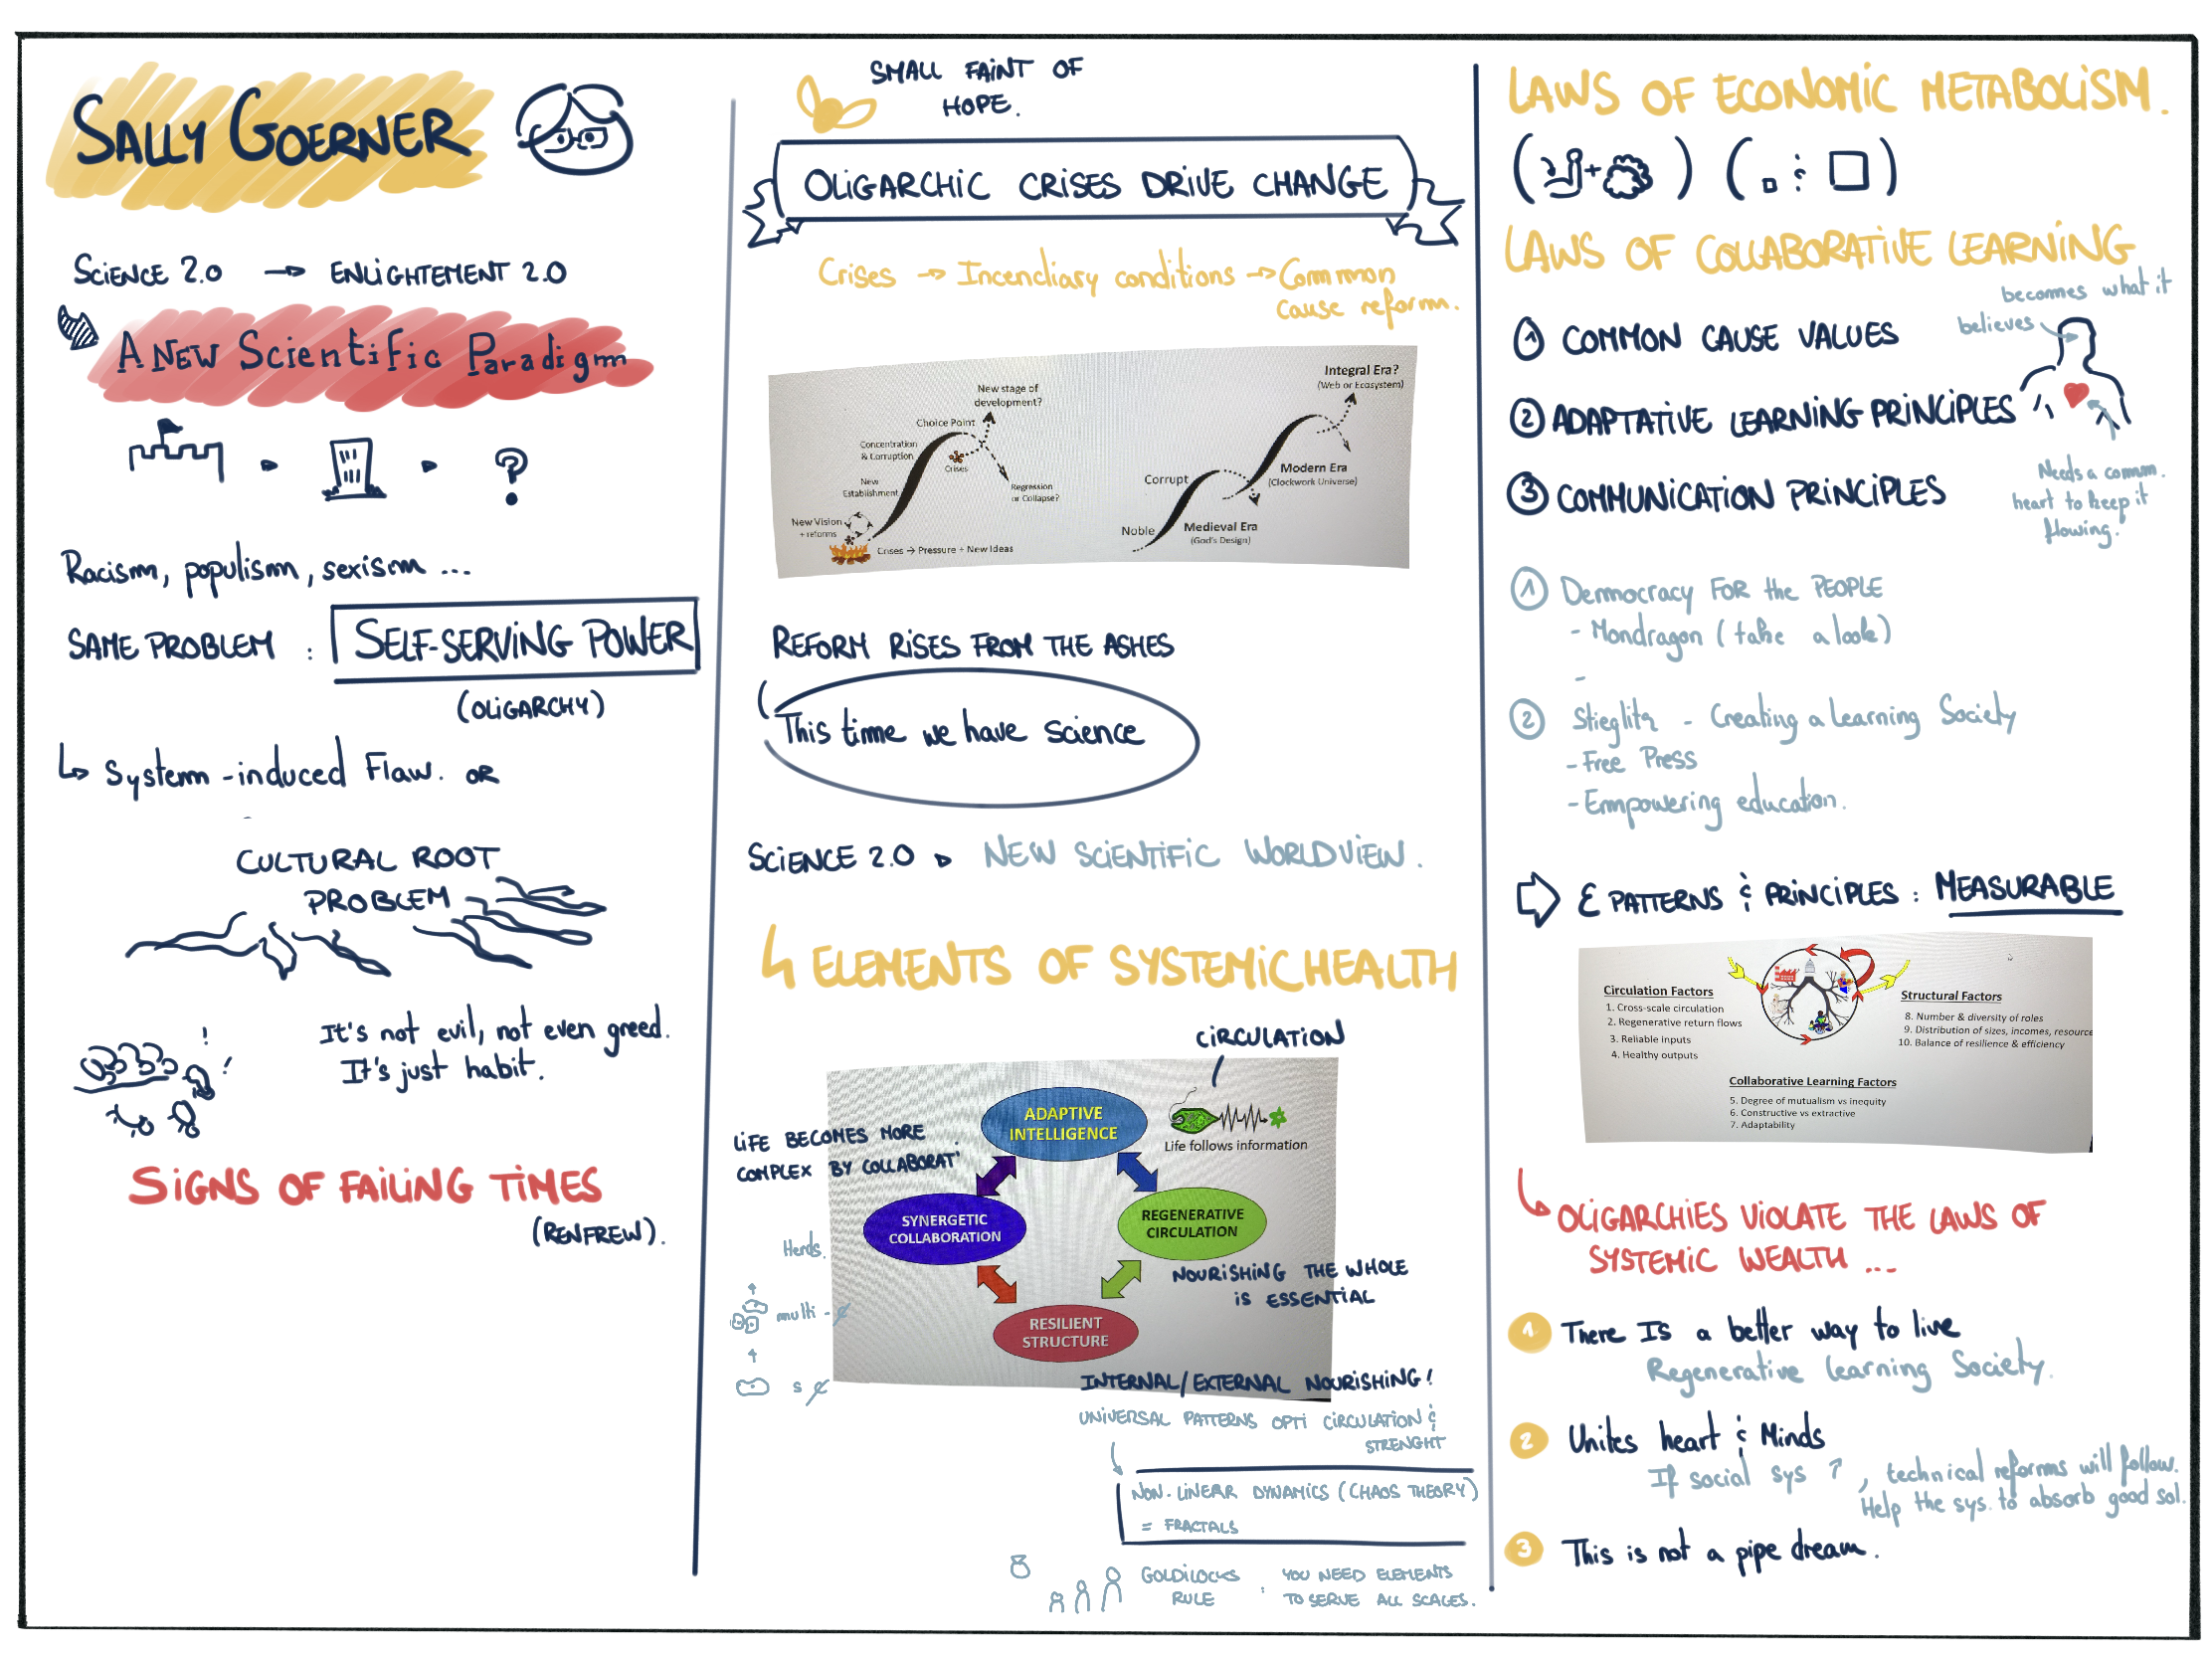 SALLY GOERNER
SCIENCE 2.0 → ENLIGHTEMENT 2.0
A NEW Scientific Paradigm
?
Racism, populism, sexism ...
SAME PROBLEM : SELF-SERVING POWER
(OLIGARCHY)
System-induced Flaw. OR
CULTURAL ROOT
PROBLEM
It's not evil, not even greed.
It's just habit.
! !
SIGNS OF FAILING TIMES
(RENFREW).
SMALL FAINT OF
HOPE.
OLIGARCHIC CRISES DRIVE CHANGE
Crises → Incendiary conditions → Common
cause reform.
New stage of
development?
Choice Point
Concentration
& Corruption
Crises
New
Establishment
Regression
or Collapse?
New Vision
+ reforms
Crises → Pressure + New Ideas
Integral Era?
(Web or Ecosystem)
Modern Era
(Clockwork Universe)
Corrupt
Noble
Medieval Era
(God's Design)
REFORM RISES FROM THE ASHES
This time we have science
SCIENCE 2.0 ▷ NEW SCIENTIFIC WORLDVIEW.
4 ELEMENTS OF SYSTEMIC HEALTH
CIRCULATION
ADAPTIVE
INTELLIGENCE
Life follows information
LIFE BECOMES MORE
COMPLEX BY COLLABORAT'
SYNERGETIC
COLLABORATION
REGENERATIVE
CIRCULATION
Herds.
NOURISHING THE WHOLE
IS ESSENTIAL
multi - ¢
RESILIENT
STRUCTURE
s ¢
INTERNAL/EXTERNAL NOURISHING!
UNIVERSAL PATTERNS OPTI CIRCULATION &
STRENGHT
NON-LINEAR DYNAMICS (CHAOS THEORY)
= FRACTALS
GOLDILOCKS
RULE
: YOU NEED ELEMENTS
TO SERVE ALL SCALES.
LAWS OF ECONOMIC METABOLISM.
LAWS OF COLLABORATIVE LEARNING
becomes what it
believes
1 COMMON CAUSE VALUES
2 ADAPTATIVE LEARNING PRINCIPLES
3 COMMUNICATION PRINCIPLES
Needs a comm.
heart to keep it
flowing.
1 Democracy FOR the PEOPLE
- Mondragon (take a look)
-
2 Stieglitz - Creating a learning Society
- Free Press
- Empowering education.
⇨ & PATTERNS & PRINCIPLES : MEASURABLE
Circulation Factors
1. Cross-scale circulation
2. Regenerative return flows
3. Reliable inputs
4. Healthy outputs
Structural Factors
8. Number & diversity of roles
9. Distribution of sizes, incomes, resource
10. Balance of resilience & efficiency
Collaborative Learning Factors
5. Degree of mutualism vs inequity
6. Constructive vs extractive
7. Adaptability
OLIGARCHIES VIOLATE THE LAWS OF
SYSTEMIC WEALTH ...
1 There IS a better way to live
Regenerative learning Society.
2 Unites heart & Minds
If social sys ↑, technical reforms will follow.
Help the sys. to absorb good sol.
3 This is not a pipe dream.